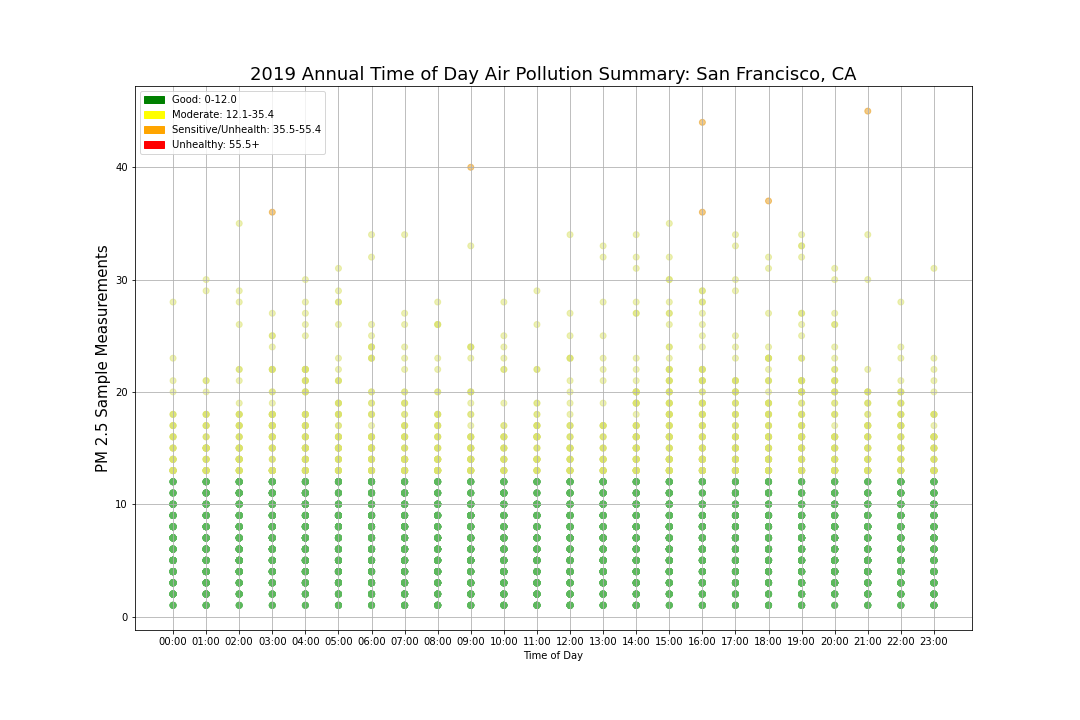 2019 Annual Time of Day Air Pollution Summary: San Francisco, CA
Good: 0-12.0
Moderate: 12.1-35.4
Sensitive/Unhealth: 35.5-55.4
Unhealthy: 55.5+
PM 2.5 Sample Measurements
40
30
20
10
0
00:00 01:00 02:00 03:00 04:00 05:00 06:00 07:00 08:00 09:00 10:00 11:00 12:00 13:00 14:00 15:00 16:00 17:00 18:00 19:00 20:00 21:00 22:00 23:00
Time of Day